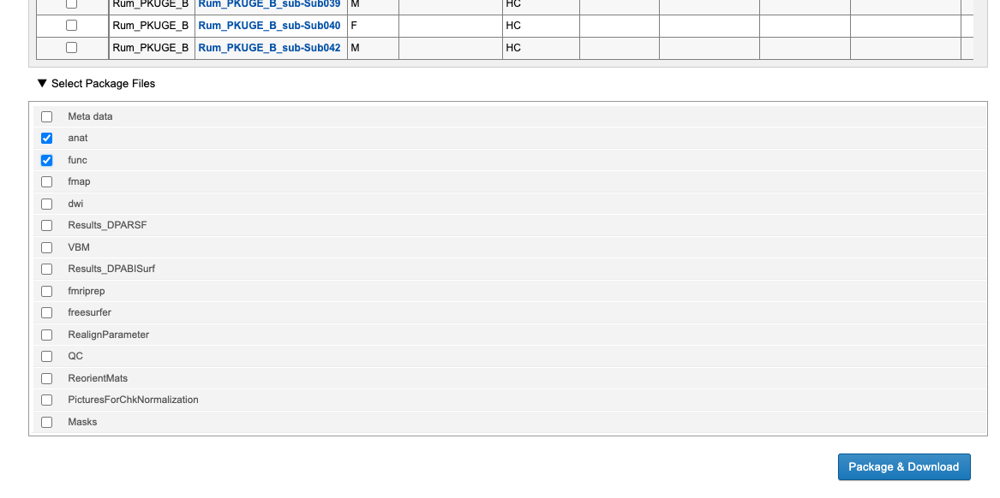 Rum_PKUGE_B Rum_PKUGE_B_sub-Sub039 M HC
Rum_PKUGE_B Rum_PKUGE_B_sub-Sub040 F HC
Rum_PKUGE_B Rum_PKUGE_B_sub-Sub042 M HC
▼ Select Package Files
Meta data
anat
func
fmap
dwi
Results_DPARSF
VBM
Results_DPABISurf
fmriprep
freesurfer
RealignParameter
QC
ReorientMats
PicturesForChkNormalization
Masks
Package & Download